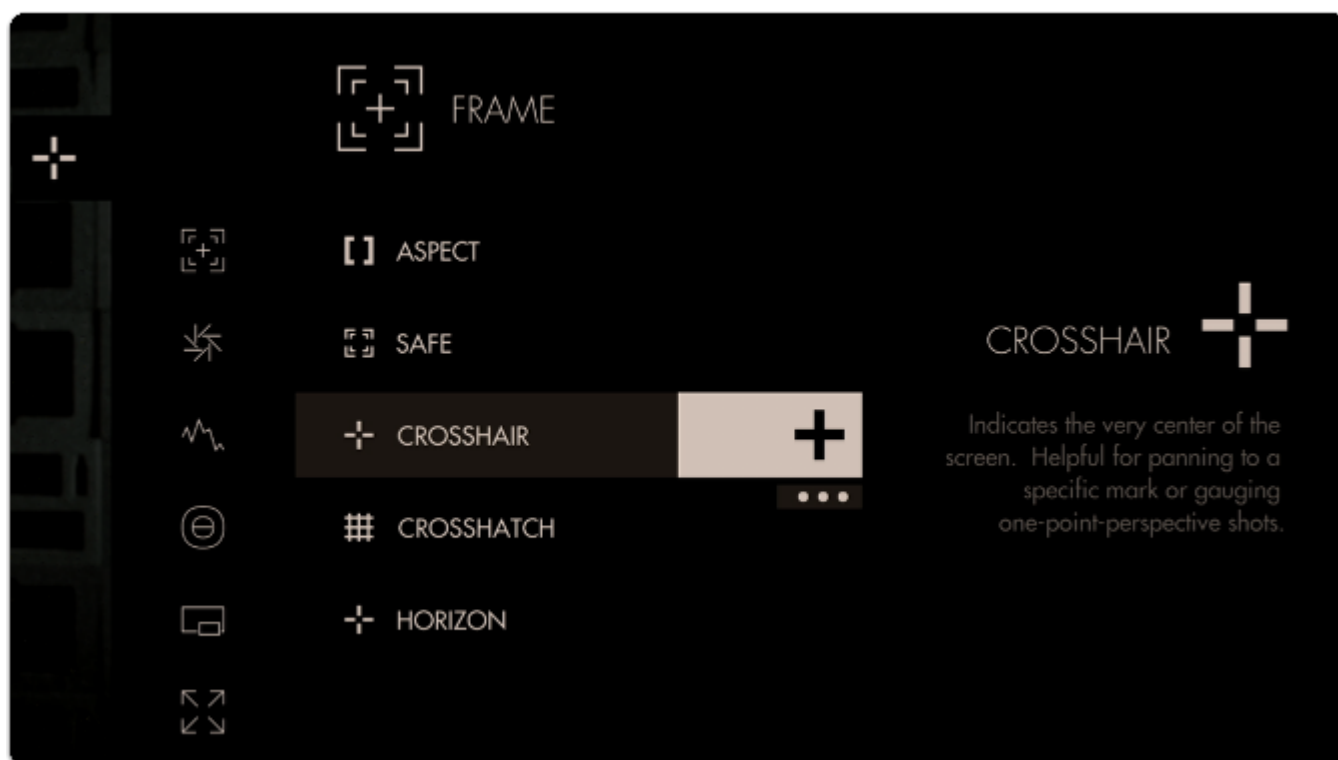 FRAME
ASPECT
SAFE
CROSSHAIR
CROSSHATCH
HORIZON
CROSSHAIR
Indicates the very center of the
screen. Helpful for panning to a
specific mark or gauging
one-point-perspective shots.